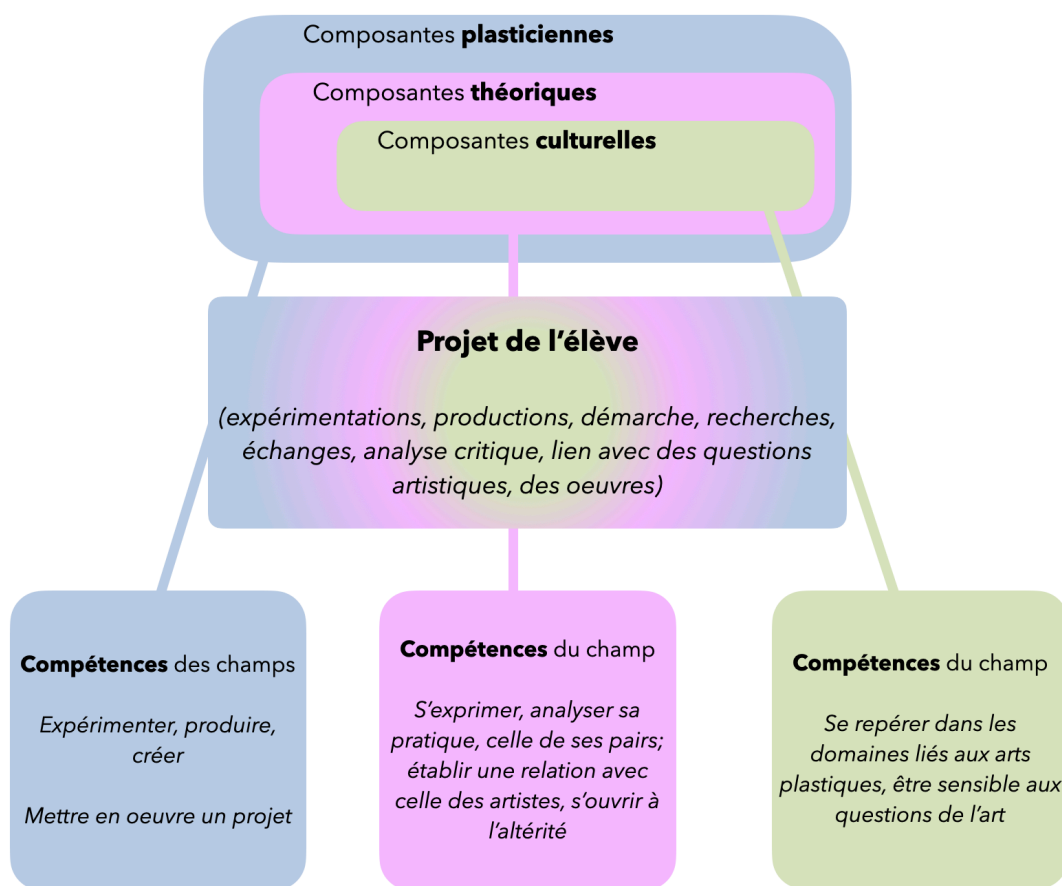 Composantes plasticiennes
Composantes théoriques
Composantes culturelles
Projet de l’élève
(expérimentations, productions, démarche, recherches,
échanges, analyse critique, lien avec des questions
artistiques, des oeuvres)
Compétences des champs
Expérimenter, produire,
créer
Mettre en oeuvre un projet
Compétences du champ
S’exprimer, analyser sa
pratique, celle de ses pairs;
établir une relation avec
celle des artistes, s’ouvrir à
l’altérité
Compétences du champ
Se repérer dans les
domaines liés aux arts
plastiques, être sensible aux
questions de l’art